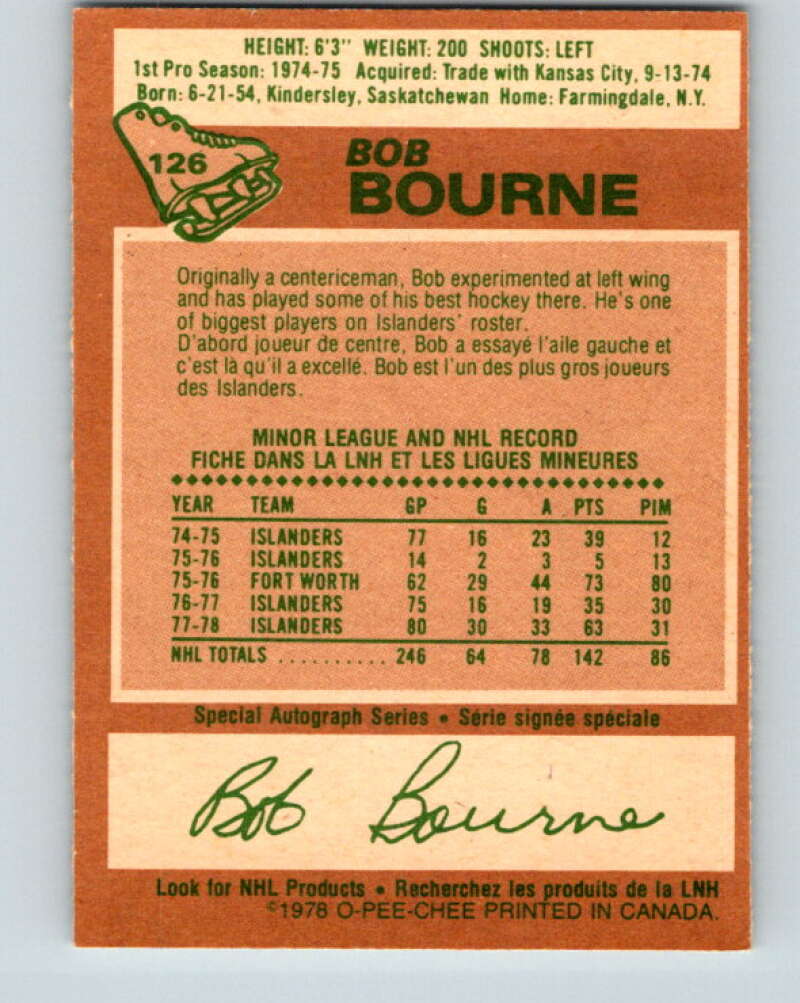 HEIGHT: 6'3" WEIGHT: 200 SHOOTS: LEFT
1st Pro Season: 1974-75 Acquired: Trade with Kansas City, 9-13-74
Born: 6-21-54, Kindersley, Saskatchewan Home: Farmingdale, N.Y.
126
BOB
BOURNE
Originally a centericeman, Bob experimented at left wing
and has played some of his best hockey there. He's one
of biggest players on Islanders' roster.
D'abord joueur de centre, Bob a essayé l'aile gauche et
c'est là qu'il a excellé. Bob est l'un des plus gros joueurs
des Islanders.
MINOR LEAGUE AND NHL RECORD
FICHE DANS LA LNH ET LES LIGUES MINEURES
YEAR TEAM GP G A PTS PIM
74-75 ISLANDERS 77 16 23 39 12
75-76 ISLANDERS 14 2 3 5 13
75-76 FORT WORTH 62 29 44 73 80
76-77 ISLANDERS 75 16 19 35 30
77-78 ISLANDERS 80 30 33 63 31
NHL TOTALS .......... 246 64 78 142 86
Special Autograph Series • Série signée spéciale
Bob Bourne
Look for NHL Products • Recherchez les produits de la LNH
©1978 O-PEE-CHEE PRINTED IN CANADA.